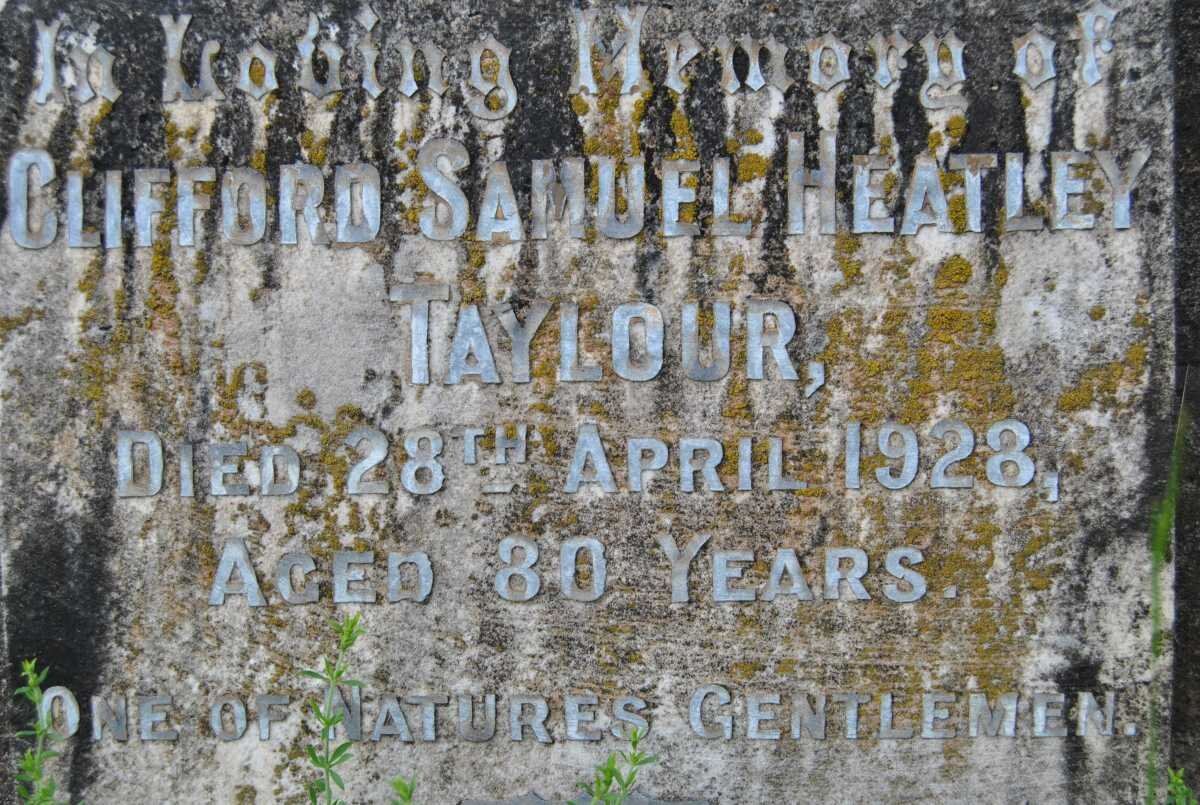 In Loving Memory of
CLIFFORD SAMUEL HEATLEY
TAYLOUR,
DIED 28TH APRIL 1928,
AGED 80 YEARS.
ONE OF NATURES GENTLEMEN.